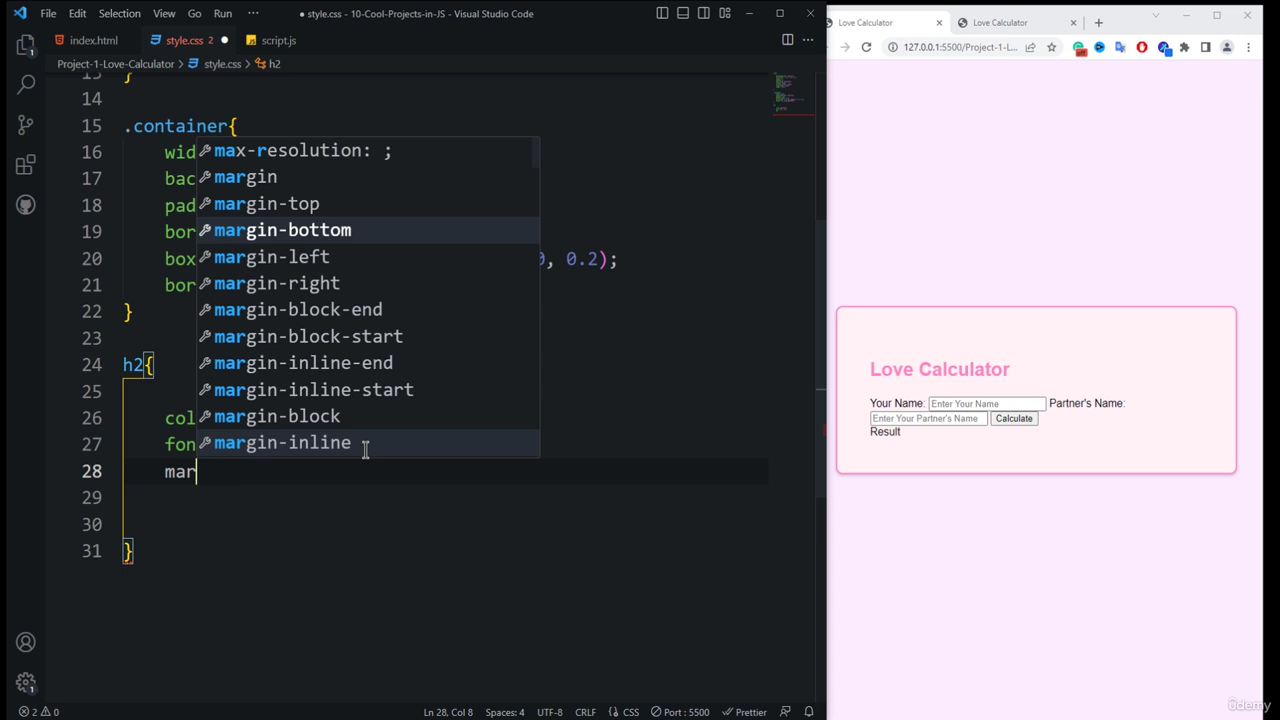 File Edit Selection View Go Run ··· ● style.css - 10-Cool-Projects-in-JS - Visual Studio Code
index.html style.css 2 ● script.js
Project-1-Love-Calculator > style.css > h2
14
15 .container{
16 wid
17 bac
18 pad
19 bor
20 box 0, 0.2);
21 bor
22 }
23
24 h2{
25
26 col
27 fon
28 mar
29
30
31 }
max-resolution: ;
margin
margin-top
margin-bottom
margin-left
margin-right
margin-block-end
margin-block-start
margin-inline-end
margin-inline-start
margin-block
margin-inline
2 0 Ln 28, Col 8 Spaces: 4 UTF-8 CRLF {} CSS Port : 5500 Prettier
Love Calculator Love Calculator
127.0.0.1:5500/Project-1-L...
Love Calculator
Your Name: Enter Your Name Partner's Name:
Enter Your Partner's Name Calculate
Result
ûdemy